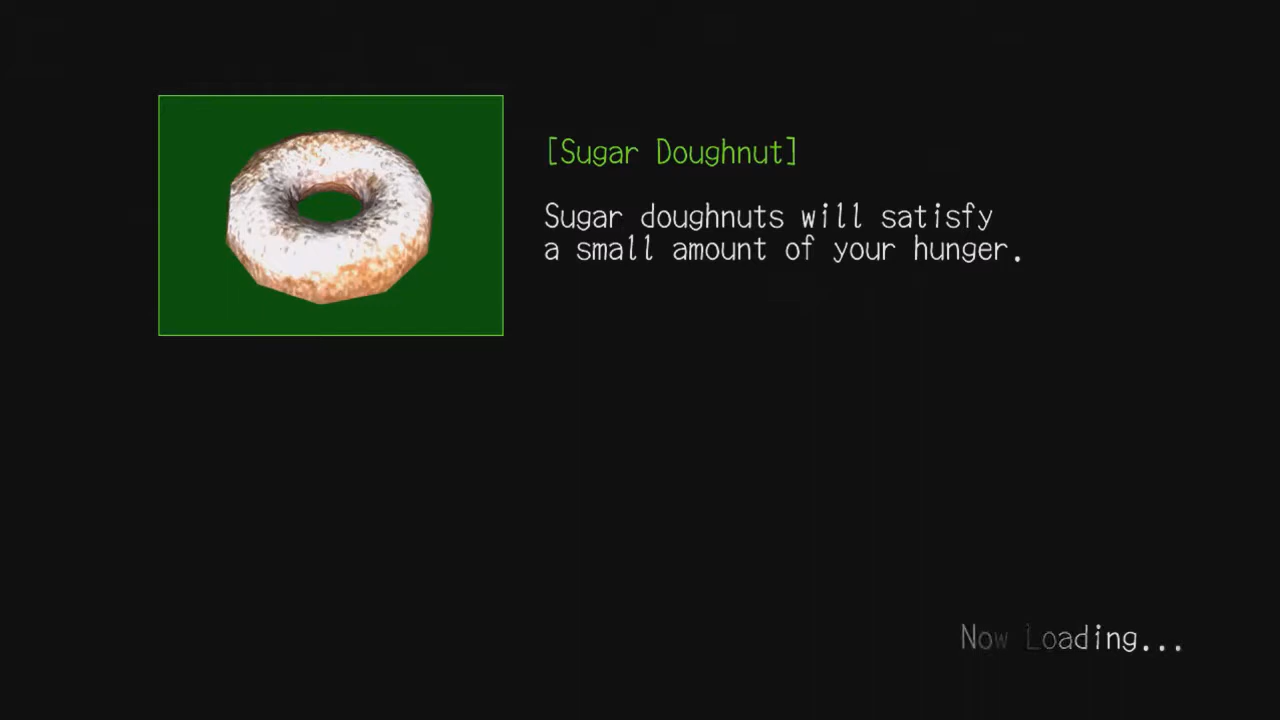 [Sugar Doughnut]
Sugar doughnuts will satisfy
a small amount of your hunger.
Now Loading...